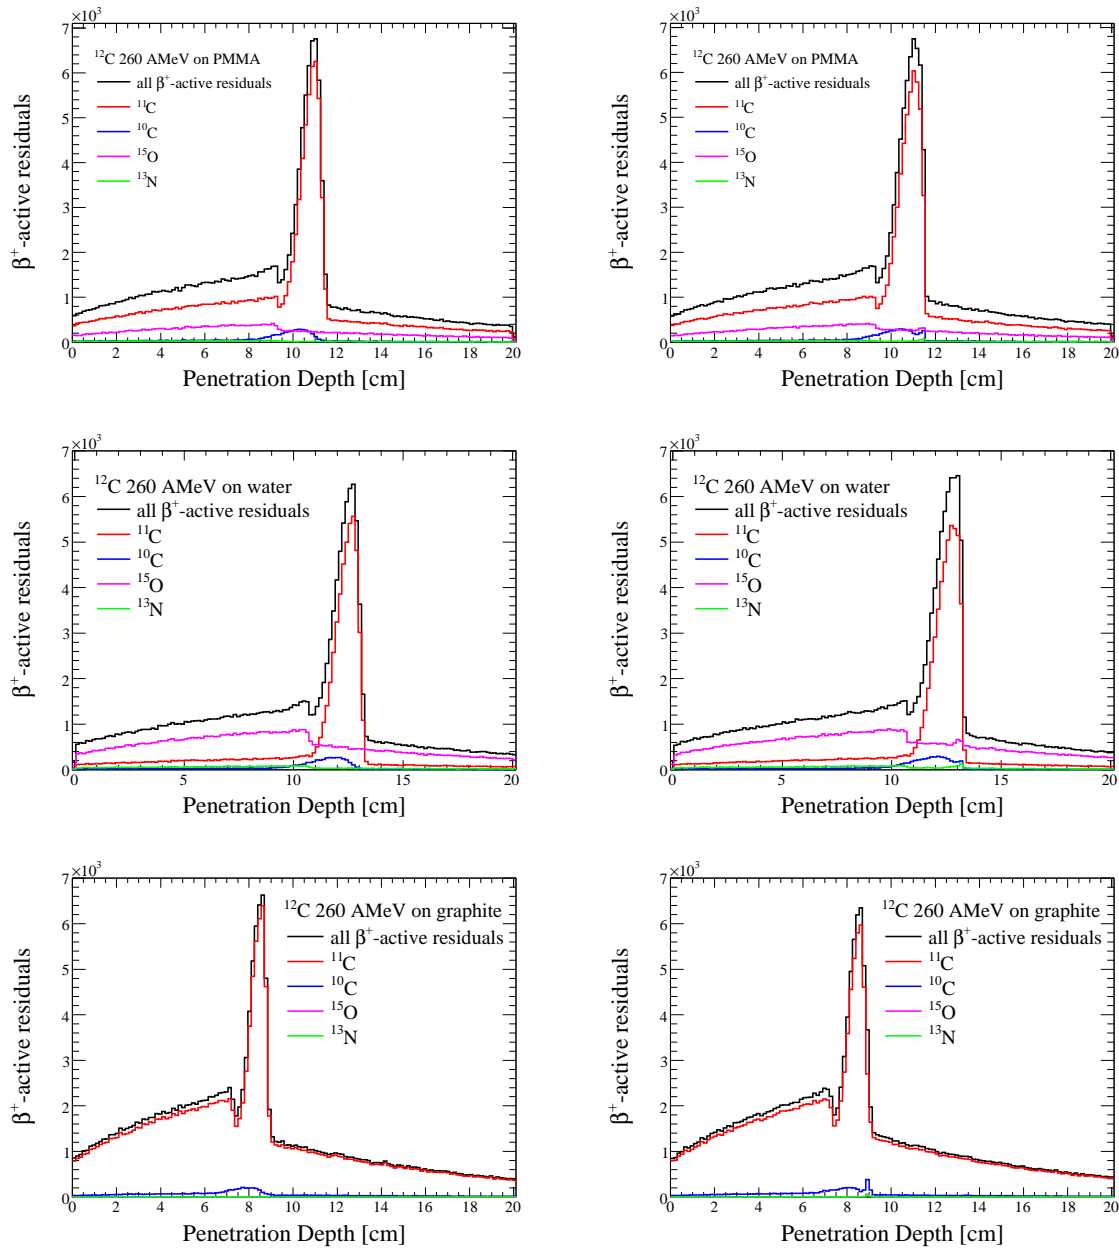 ×10³
7
6
5
4
3
2
1
0
0 2 4 6 8 10 12 14 16 18 20
β⁺-active residuals
Penetration Depth [cm]
¹²C 260 AMeV on PMMA
all β⁺-active residuals
¹¹C
¹⁰C
¹⁵O
¹³N
×10³
7
6
5
4
3
2
1
0
0 2 4 6 8 10 12 14 16 18 20
β⁺-active residuals
Penetration Depth [cm]
¹²C 260 AMeV on PMMA
all β⁺-active residuals
¹¹C
¹⁰C
¹⁵O
¹³N
×10³
7
6
5
4
3
2
1
0
0 5 10 15 20
β⁺-active residuals
Penetration Depth [cm]
¹²C 260 AMeV on water
all β⁺-active residuals
¹¹C
¹⁰C
¹⁵O
¹³N
×10³
7
6
5
4
3
2
1
0
0 5 10 15 20
β⁺-active residuals
Penetration Depth [cm]
¹²C 260 AMeV on water
all β⁺-active residuals
¹¹C
¹⁰C
¹⁵O
¹³N
×10³
7
6
5
4
3
2
1
0
0 2 4 6 8 10 12 14 16 18 20
β⁺-active residuals
Penetration Depth [cm]
¹²C 260 AMeV on graphite
all β⁺-active residuals
¹¹C
¹⁰C
¹⁵O
¹³N
×10³
7
6
5
4
3
2
1
0
0 2 4 6 8 10 12 14 16 18 20
β⁺-active residuals
Penetration Depth [cm]
¹²C 260 AMeV on graphite
all β⁺-active residuals
¹¹C
¹⁰C
¹⁵O
¹³N